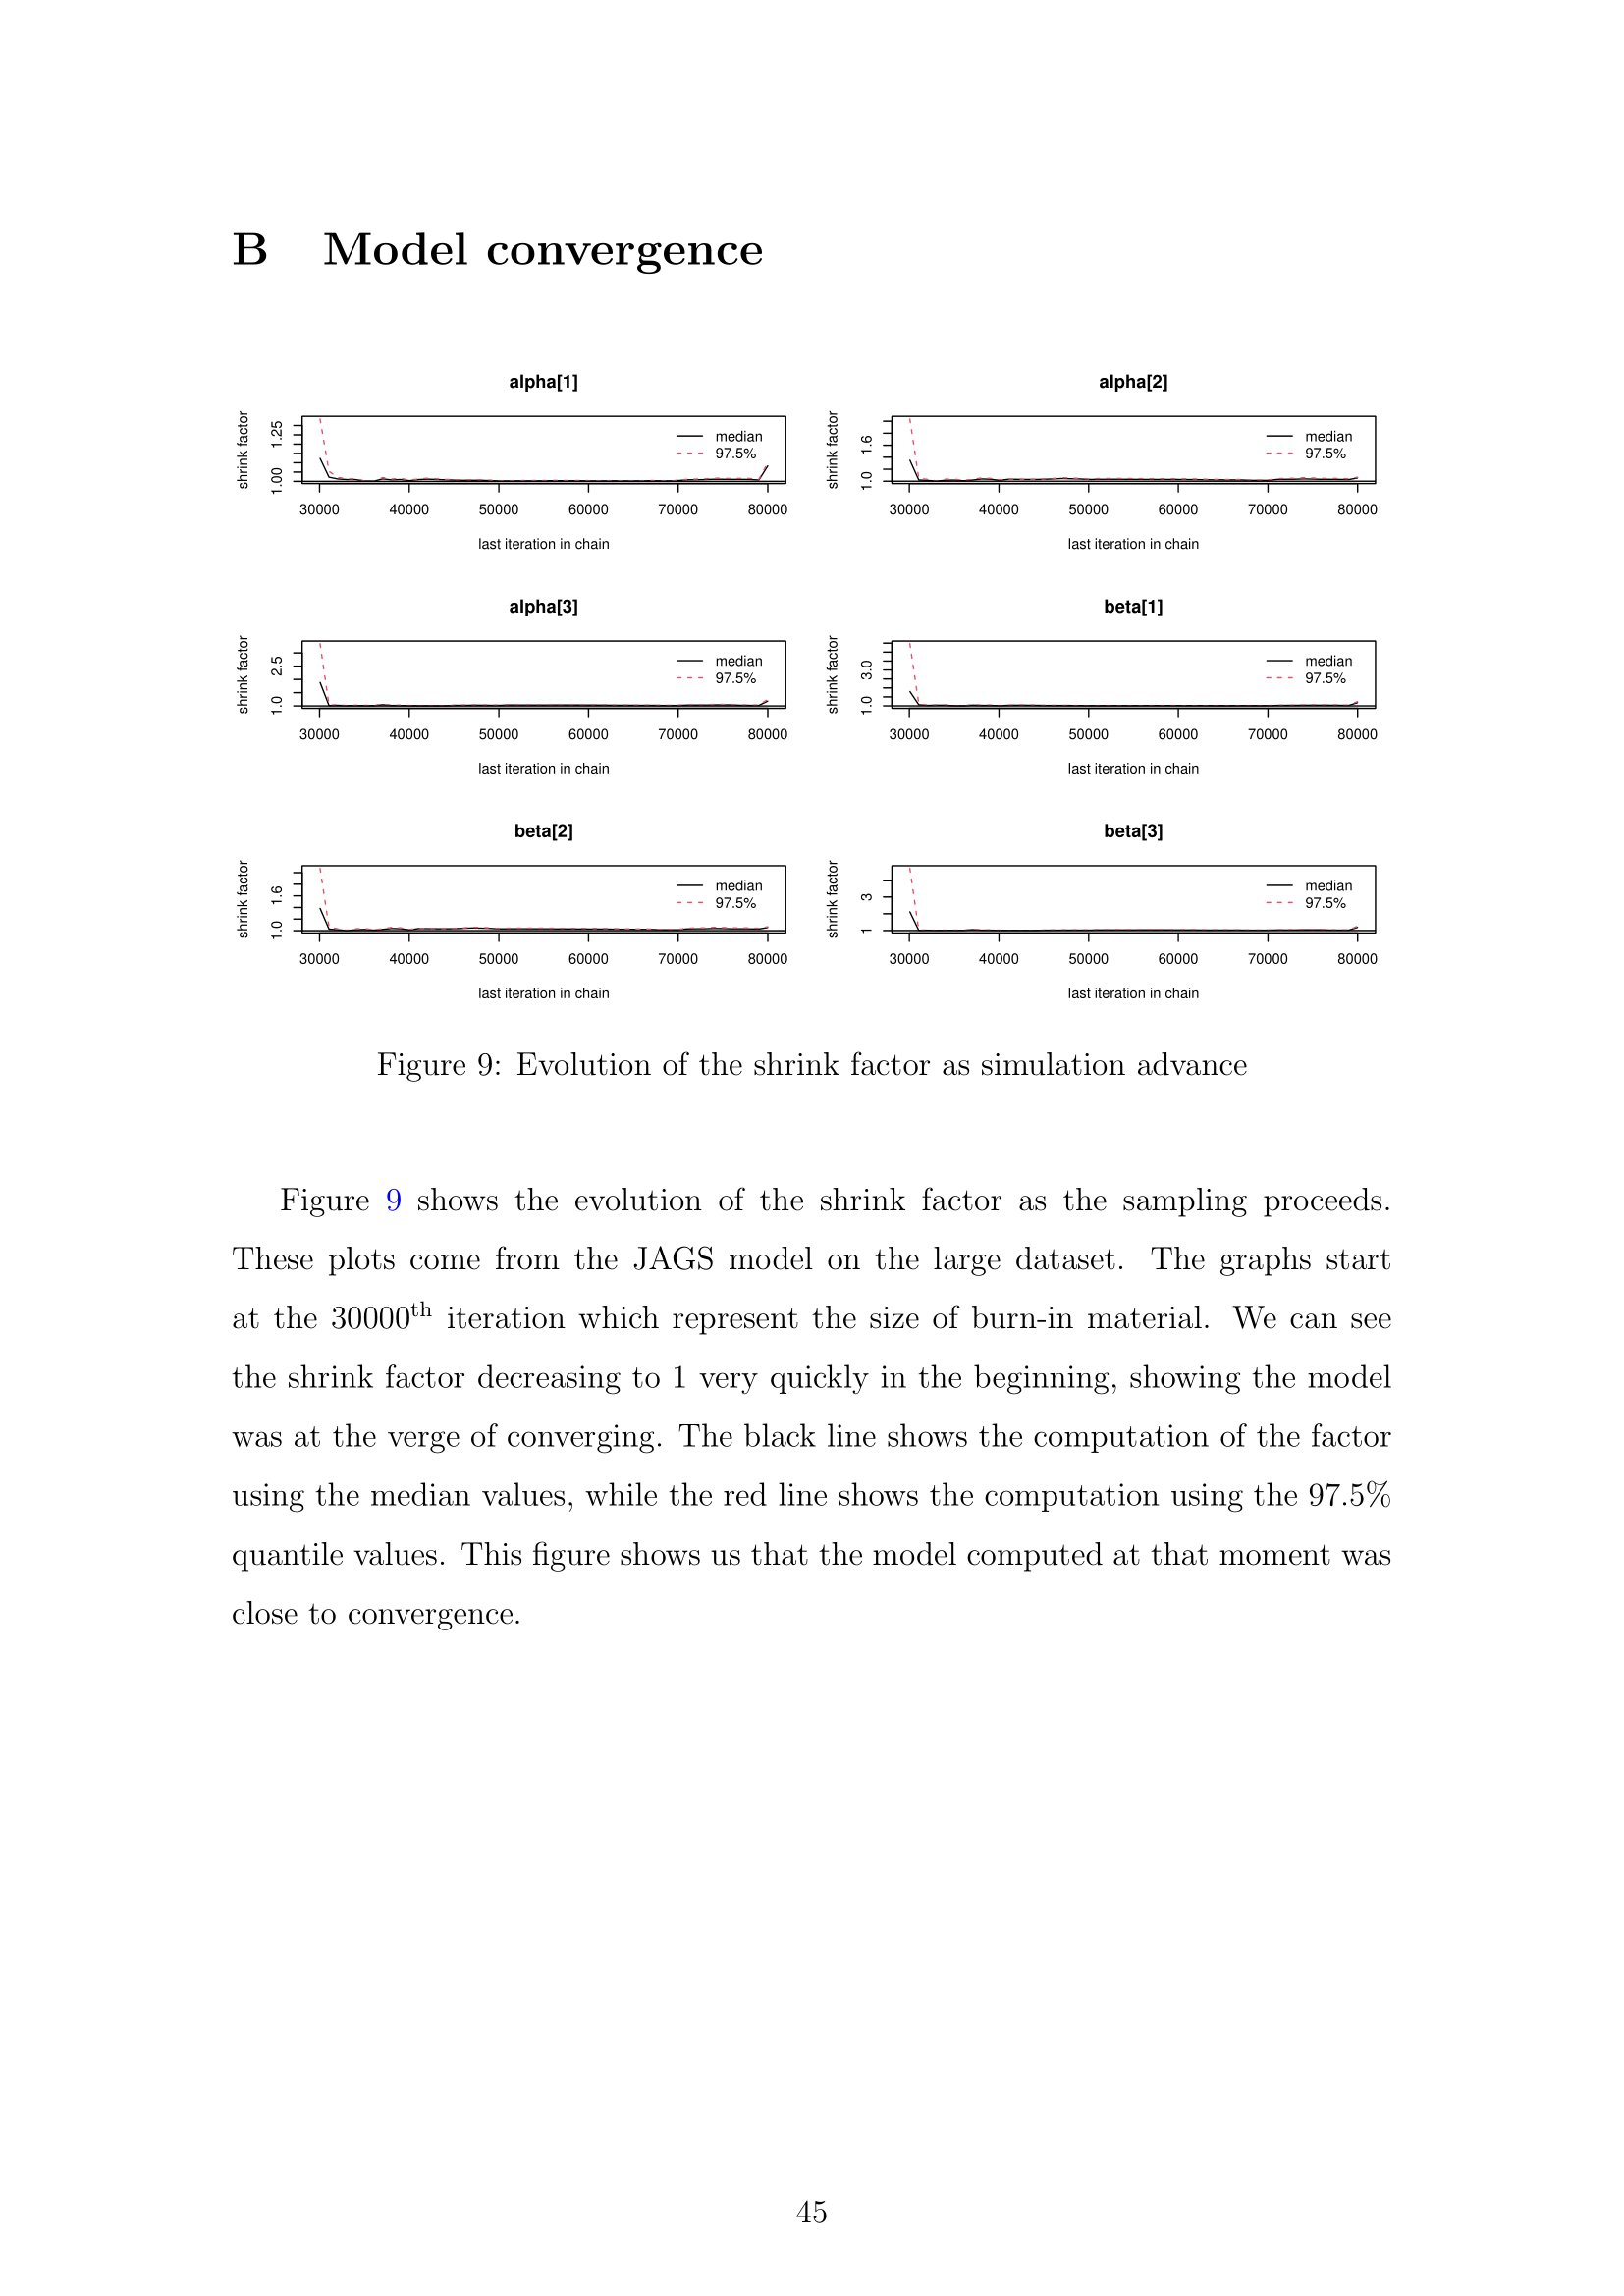 B Model convergence
alpha[1]
shrink factor
1.00 1.25
median
97.5%
30000 40000 50000 60000 70000 80000
last iteration in chain
alpha[2]
shrink factor
1.0 1.6
median
97.5%
30000 40000 50000 60000 70000 80000
last iteration in chain
alpha[3]
shrink factor
1.0 2.5
median
97.5%
30000 40000 50000 60000 70000 80000
last iteration in chain
beta[1]
shrink factor
1.0 3.0
median
97.5%
30000 40000 50000 60000 70000 80000
last iteration in chain
beta[2]
shrink factor
1.0 1.6
median
97.5%
30000 40000 50000 60000 70000 80000
last iteration in chain
beta[3]
shrink factor
1 3
median
97.5%
30000 40000 50000 60000 70000 80000
last iteration in chain
Figure 9: Evolution of the shrink factor as simulation advance
Figure 9 shows the evolution of the shrink factor as the sampling proceeds.
These plots come from the JAGS model on the large dataset. The graphs start
at the 30000th iteration which represent the size of burn-in material. We can see
the shrink factor decreasing to 1 very quickly in the beginning, showing the model
was at the verge of converging. The black line shows the computation of the factor
using the median values, while the red line shows the computation using the 97.5%
quantile values. This figure shows us that the model computed at that moment was
close to convergence.
45